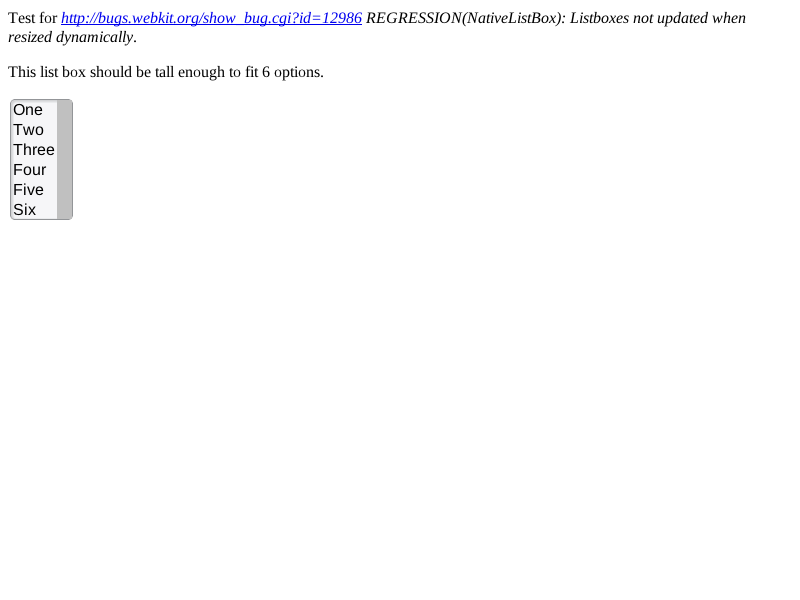 Test for http://bugs.webkit.org/show_bug.cgi?id=12986 REGRESSION(NativeListBox): Listboxes not updated when
resized dynamically.
This list box should be tall enough to fit 6 options.
One
Two
Three
Four
Five
Six